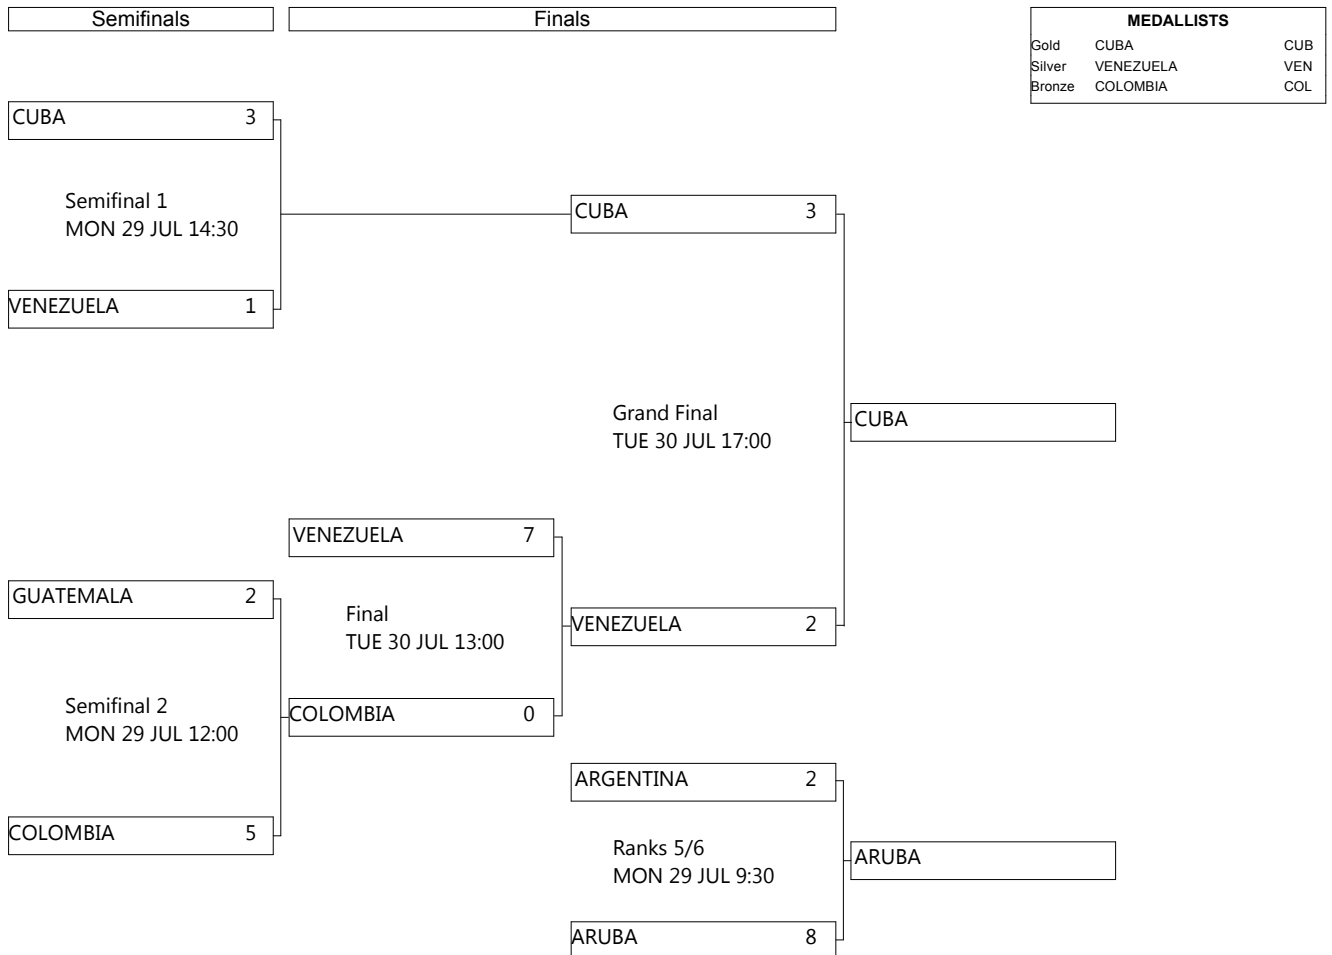 Semifinals
Finals
MEDALLISTS
Gold CUBA CUB
Silver VENEZUELA VEN
Bronze COLOMBIA COL
CUBA 3
Semifinal 1
MON 29 JUL 14:30
VENEZUELA 1
CUBA 3
Grand Final
TUE 30 JUL 17:00
CUBA
VENEZUELA 7
Final
TUE 30 JUL 13:00
COLOMBIA 0
VENEZUELA 2
GUATEMALA 2
Semifinal 2
MON 29 JUL 12:00
COLOMBIA 5
ARGENTINA 2
Ranks 5/6
MON 29 JUL 9:30
ARUBA 8
ARUBA